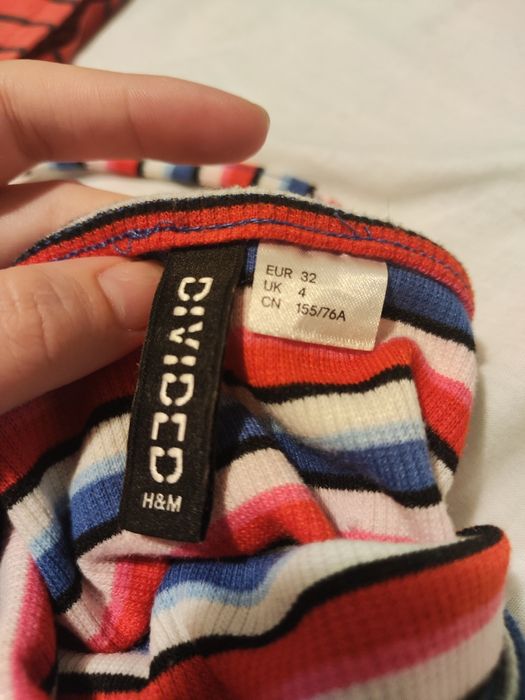 DIVIDED
H&M
EUR 32
UK 4
CN 155/76A